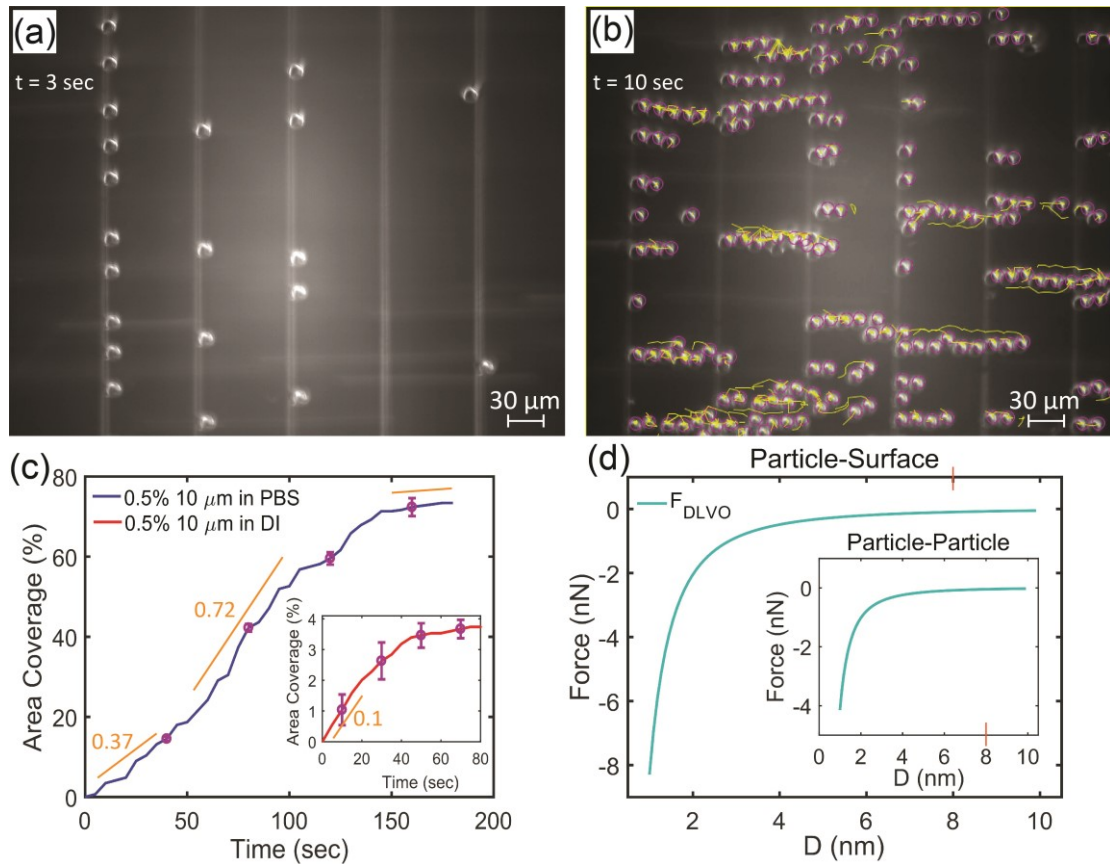 (a)
t = 3 sec
30 μm
(b)
t = 10 sec
30 μm
(c)
80
60
40
20
0
0 50 100 150 200
Area Coverage (%)
Time (sec)
0.5% 10 μm in PBS
0.5% 10 μm in DI
0.37
0.72
4
3
2
1
0
0 20 40 60 80
Area Coverage (%)
Time (sec)
0.1
(d)
Particle-Surface
F_DLVO
0
-2
-4
-6
-8
2 4 6 8 10
Force (nN)
D (nm)
Particle-Particle
0
-2
-4
0 2 4 6 8 10
Force (nN)
D (nm)